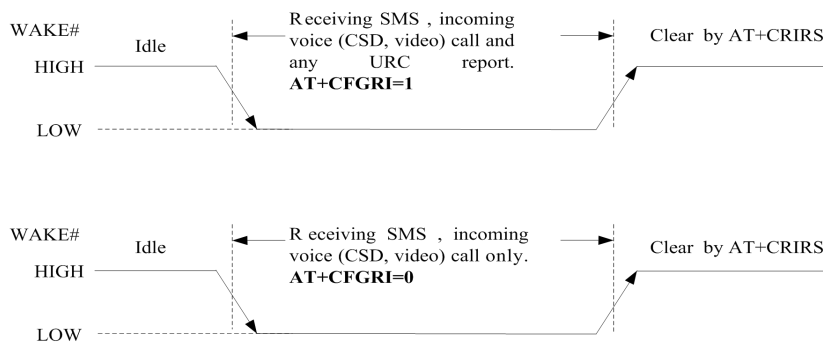 WAKE#
Idle
R eceiving SMS , incoming
voice (CSD, video) call and
any URC report.
AT+CFGRI=1
Clear by AT+CRIRS
HIGH
LOW
WAKE#
Idle
R eceiving SMS , incoming
voice (CSD, video) call only.
AT+CFGRI=0
Clear by AT+CRIRS
HIGH
LOW